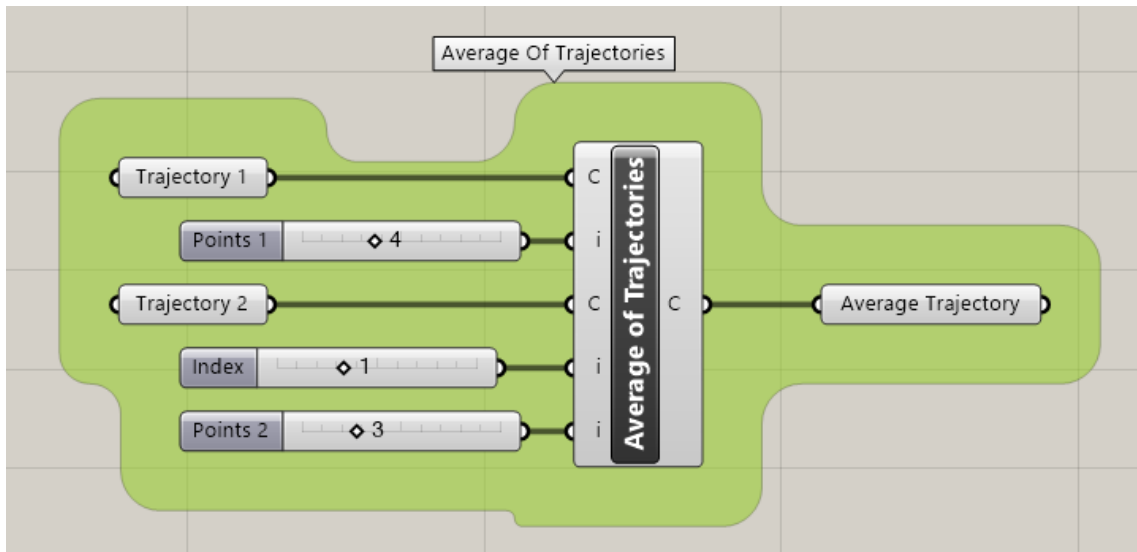 Average Of Trajectories
Trajectory 1
C
Points 1
4
i
Trajectory 2
C
Average of Trajectories
C
Average Trajectory
Index
1
i
Points 2
3
i